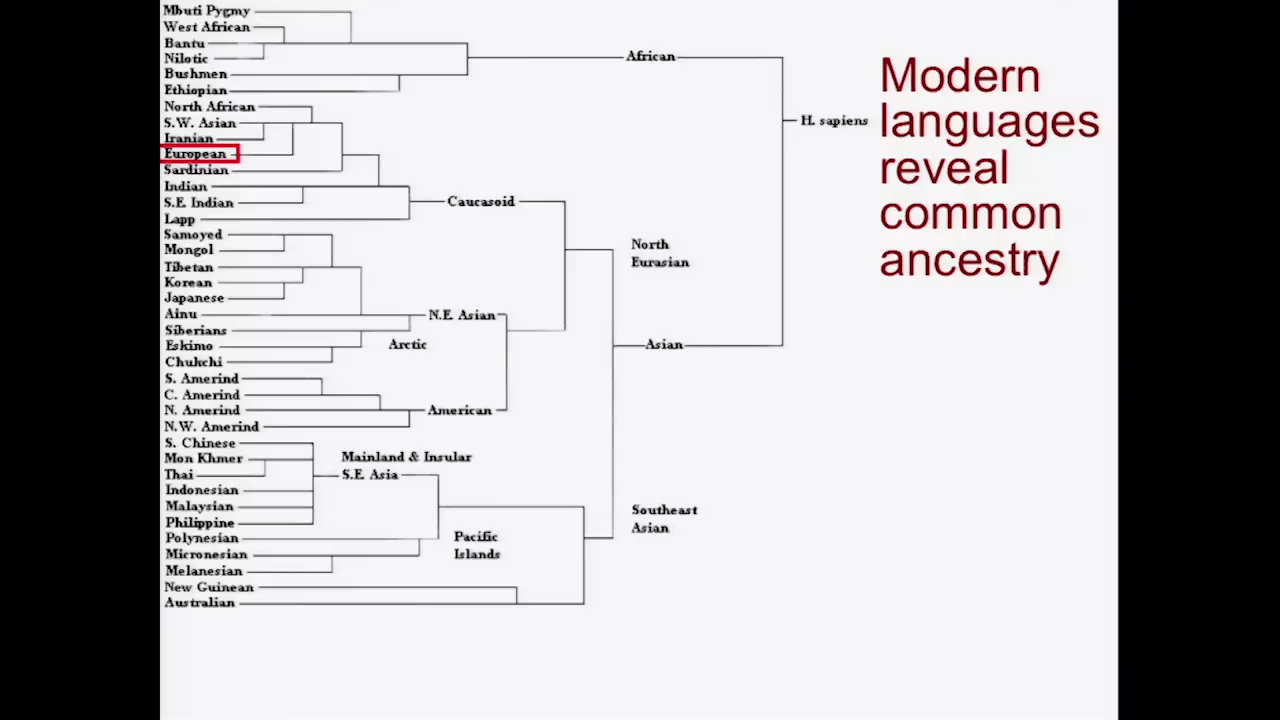 Mbuti Pygmy
West African
Bantu
Nilotic
Bushmen
Ethiopian
North African
S.W. Asian
Iranian
European
Sardinian
Indian
S.E. Indian
Lapp
Samoyed
Mongol
Tibetan
Korean
Japanese
Ainu
Siberians
Eskimo
Chukchi
S. Amerind
C. Amerind
N. Amerind
N.W. Amerind
S. Chinese
Mon Khmer
Thai
Indonesian
Malaysian
Philippine
Polynesian
Micronesian
Melanesian
New Guinean
Australian
African
Caucasoid
N.E. Asian
Arctic
American
Mainland & Insular
S.E. Asia
Pacific
Islands
North
Eurasian
Asian
Southeast
Asian
H. sapiens
Modern
languages
reveal
common
ancestry